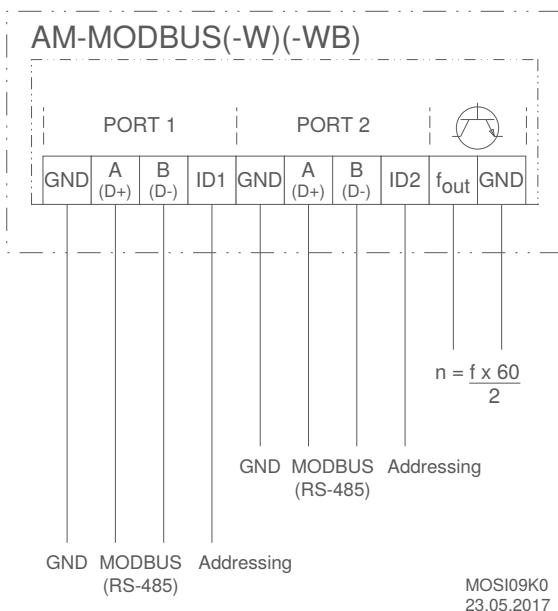 AM-MODBUS(-W)(-WB)
PORT 1 PORT 2
GND A (D+) B (D-) ID1 GND A (D+) B (D-) ID2 fout GND
n = f x 60
2
GND MODBUS Addressing
(RS-485)
GND MODBUS Addressing
(RS-485)
MOSI09K0
23.05.2017